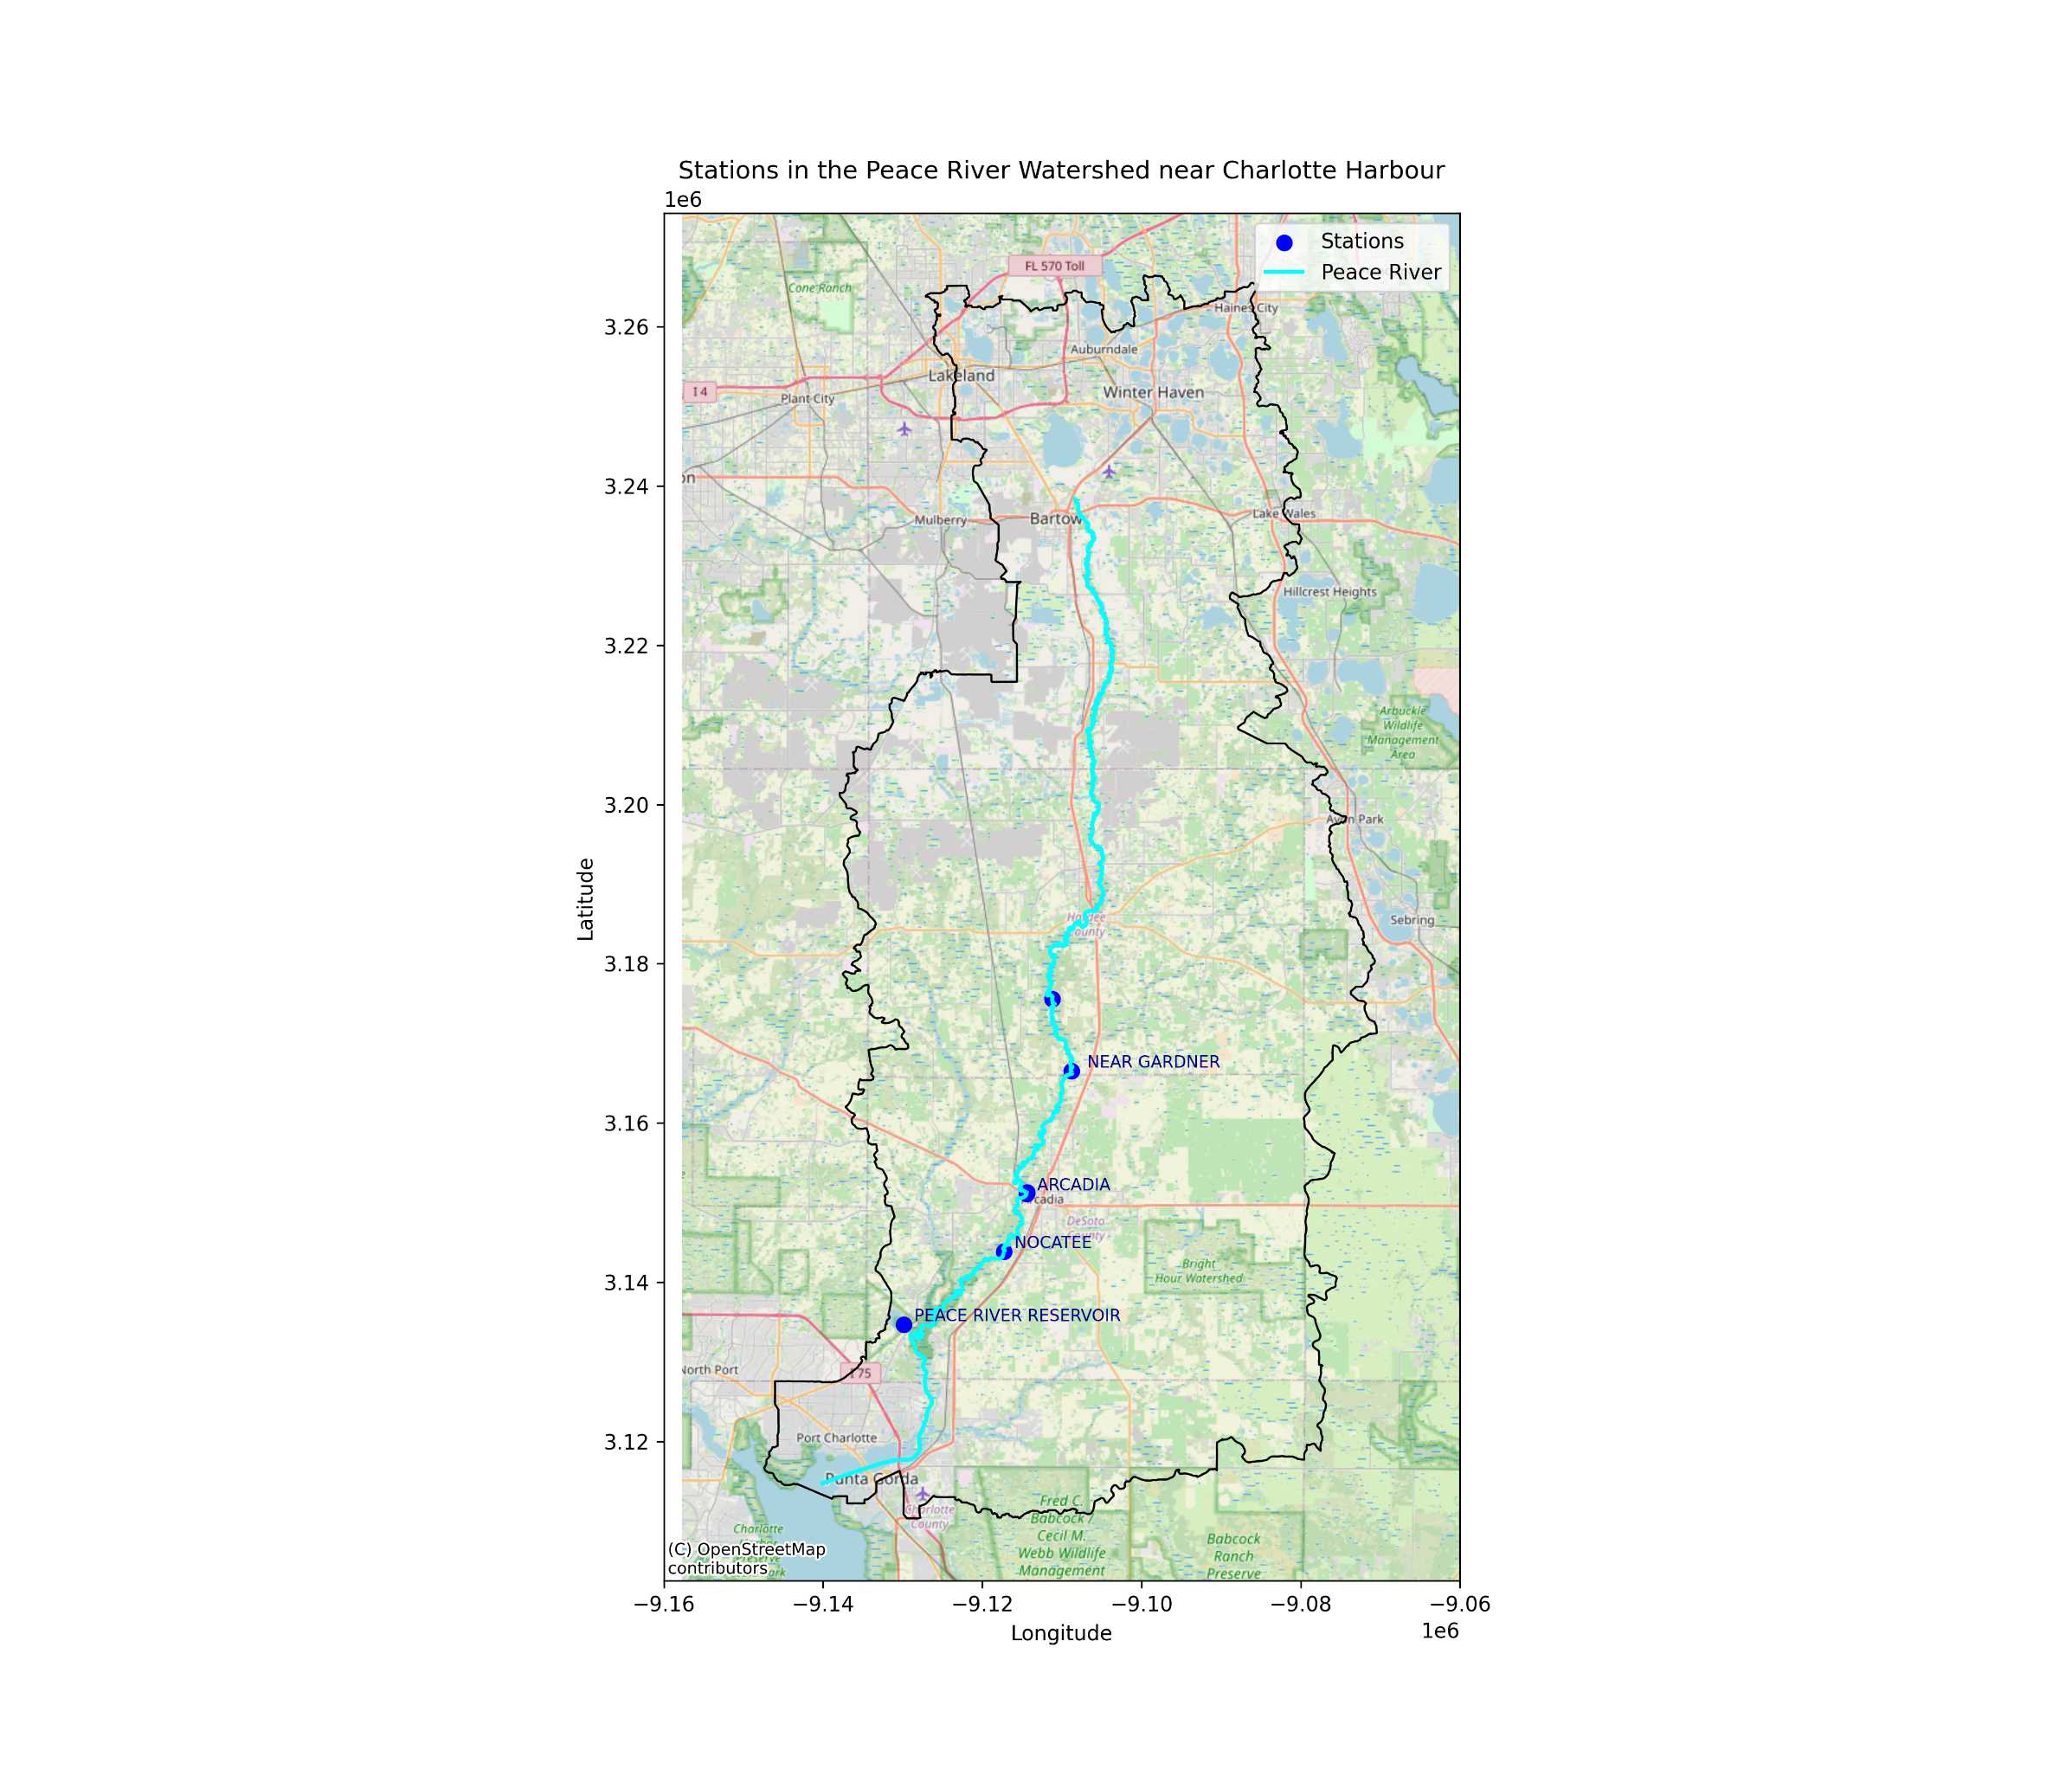 Stations in the Peace River Watershed near Charlotte Harbour
1e6
Stations
Peace River
FL 570 Toll
Cone Ranch
Haines City
3.26
Auburndale
Lakeland
I 4
Winter Haven
Plant City
3.24
on
Bartow
Mulberry
Lake Wales
Hillcrest Heights
3.22
Arbuckle
Wildlife
Management
Area
3.20
Avon Park
Latitude
Hardee
County
Sebring
3.18
NEAR GARDNER
3.16
ARCADIA
rcadia
DeSoto
County
NOCATEE
Bright
Hour Watershed
3.14
PEACE RIVER RESERVOIR
North Port
I 75
Port Charlotte
3.12
Punta Gorda
Charlotte
County
Fred C.
Babcock /
Cecil M.
Webb Wildlife
Management
Babcock
Ranch
Preserve
Charlotte
(C) OpenStreetMap
contributors
−9.16 −9.14 −9.12 −9.10 −9.08 −9.06
Longitude
1e6